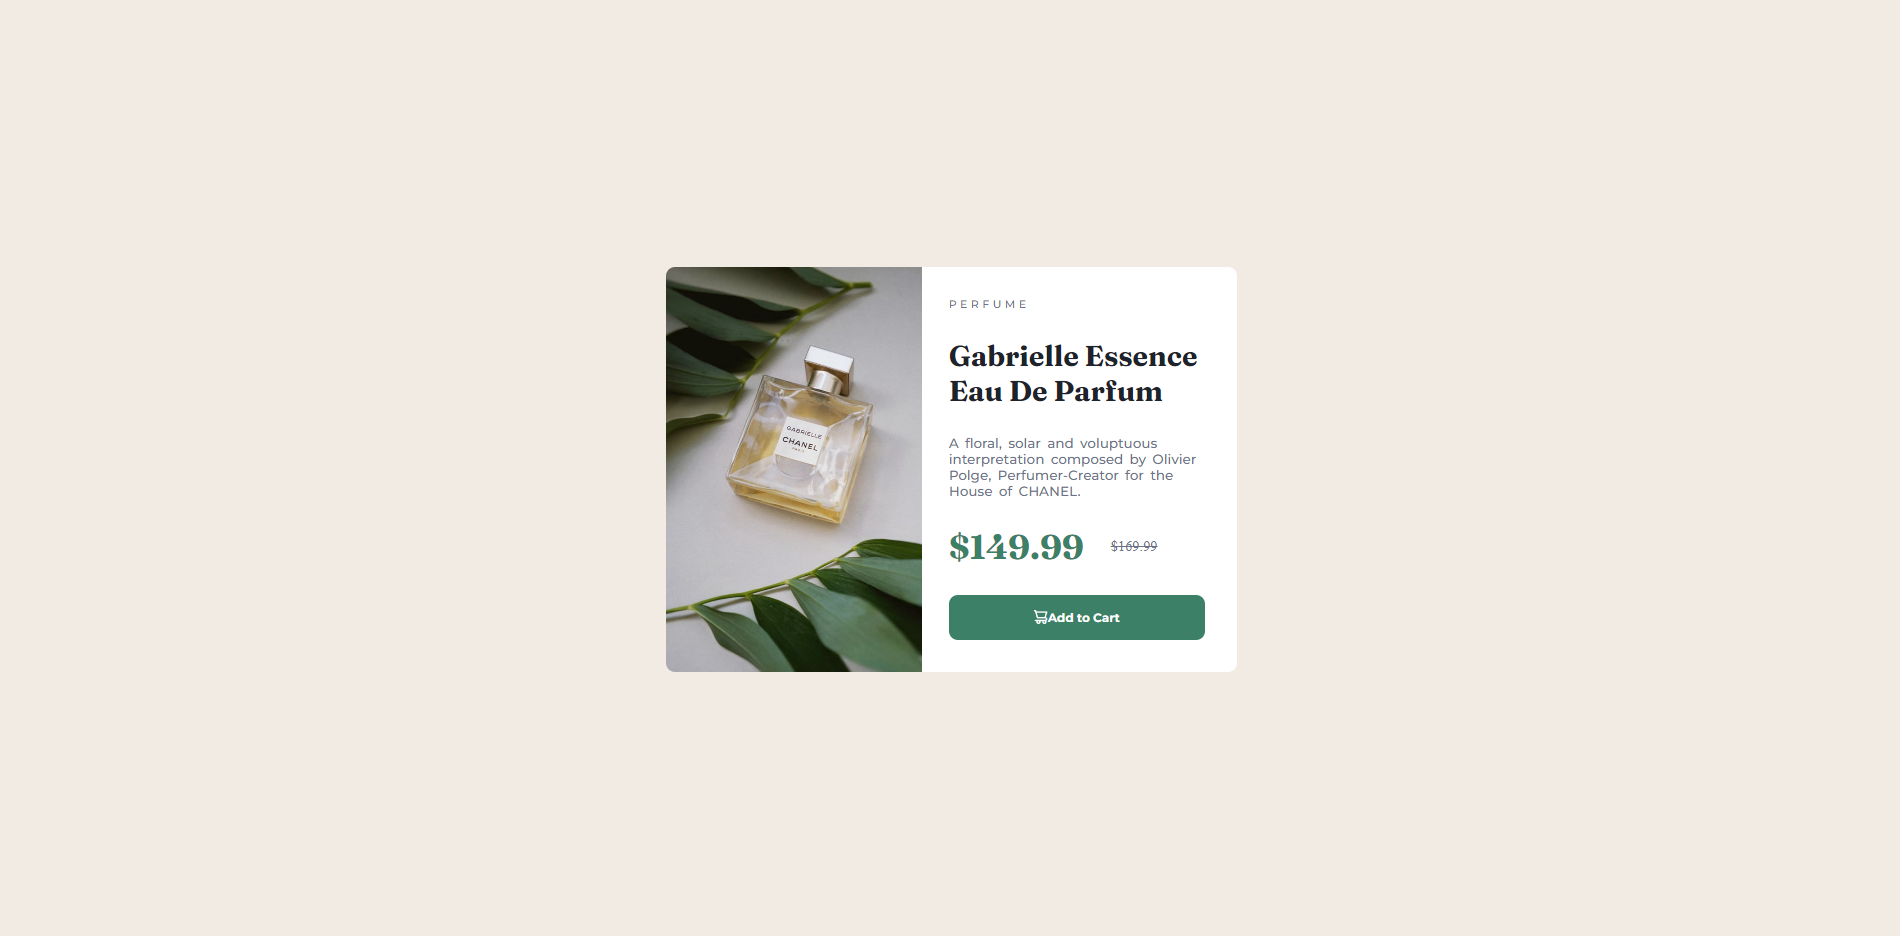 PERFUME
Gabrielle Essence
Eau De Parfum
A floral, solar and voluptuous
interpretation composed by Olivier
Polge, Perfumer-Creator for the
House of CHANEL.
$149.99 $169.99
Add to Cart
GABRIELLE
CHANEL
PARIS